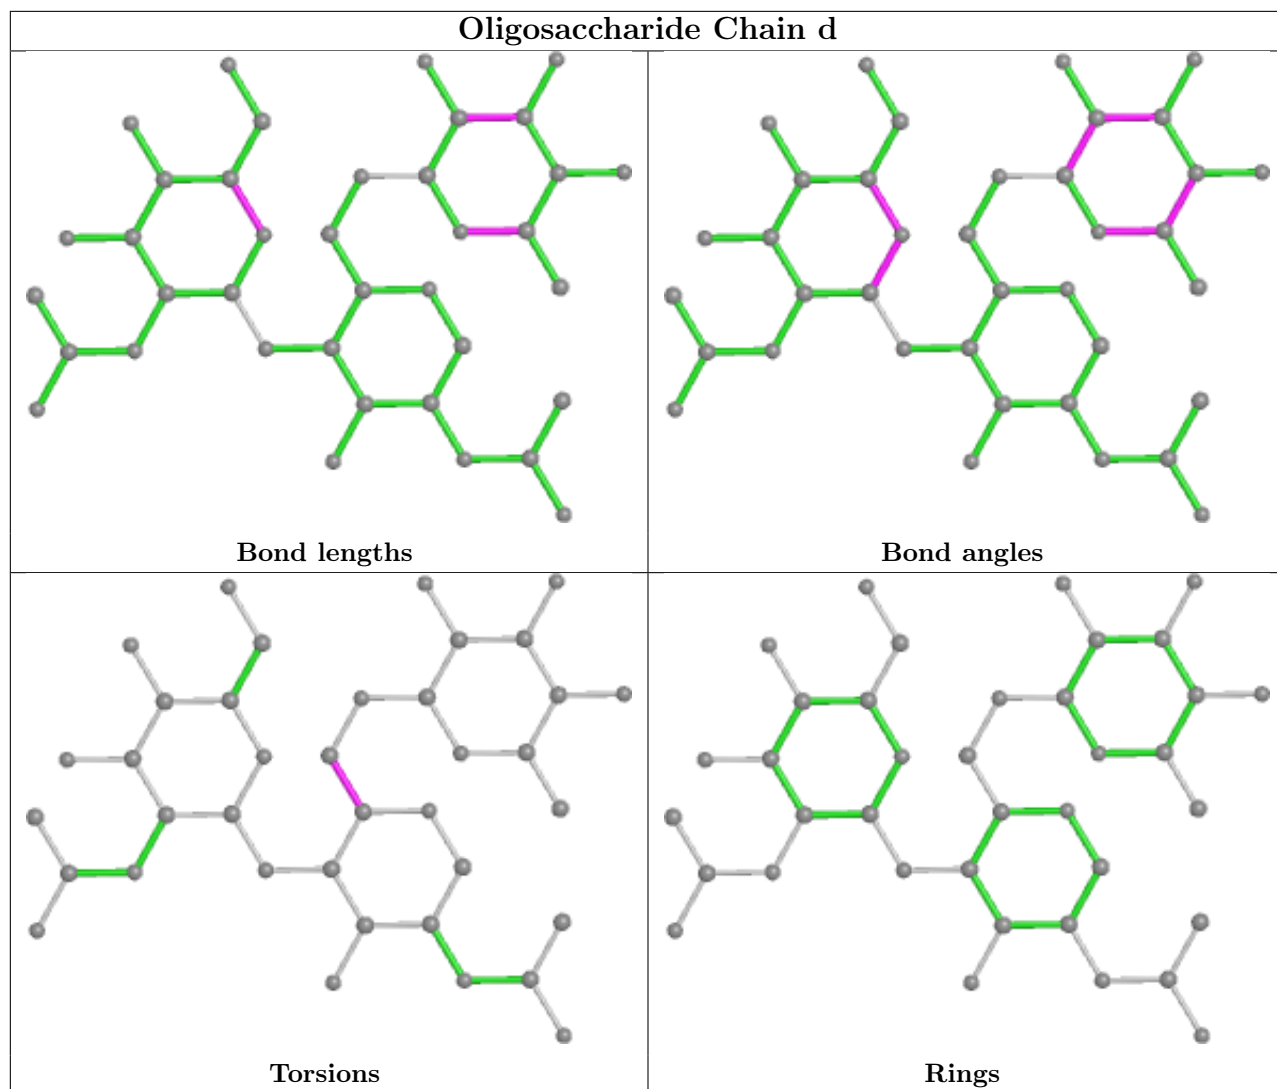 Oligosaccharide Chain d
Bond lengths
Bond angles
Torsions
Rings